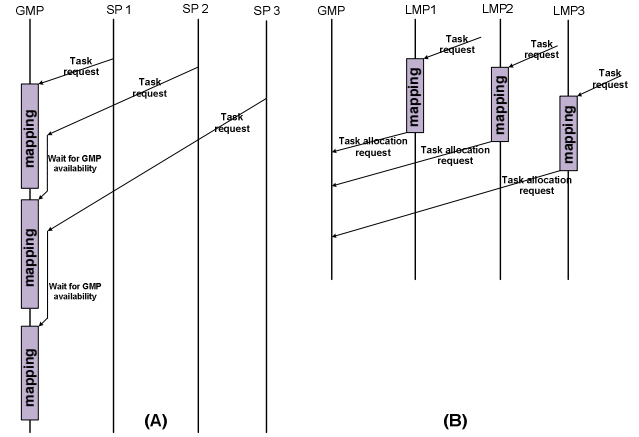 GMP SP 1 SP 2 SP 3 GMP LMP1 LMP2 LMP3
Task
request
Task
request
Task
request
mapping
Wait for GMP
availability
mapping
Wait for GMP
availability
mapping
(A)
Task
request
Task
request
Task
request
mapping
mapping
mapping
Task allocation
request
Task allocation
request
Task allocation
request
(B)